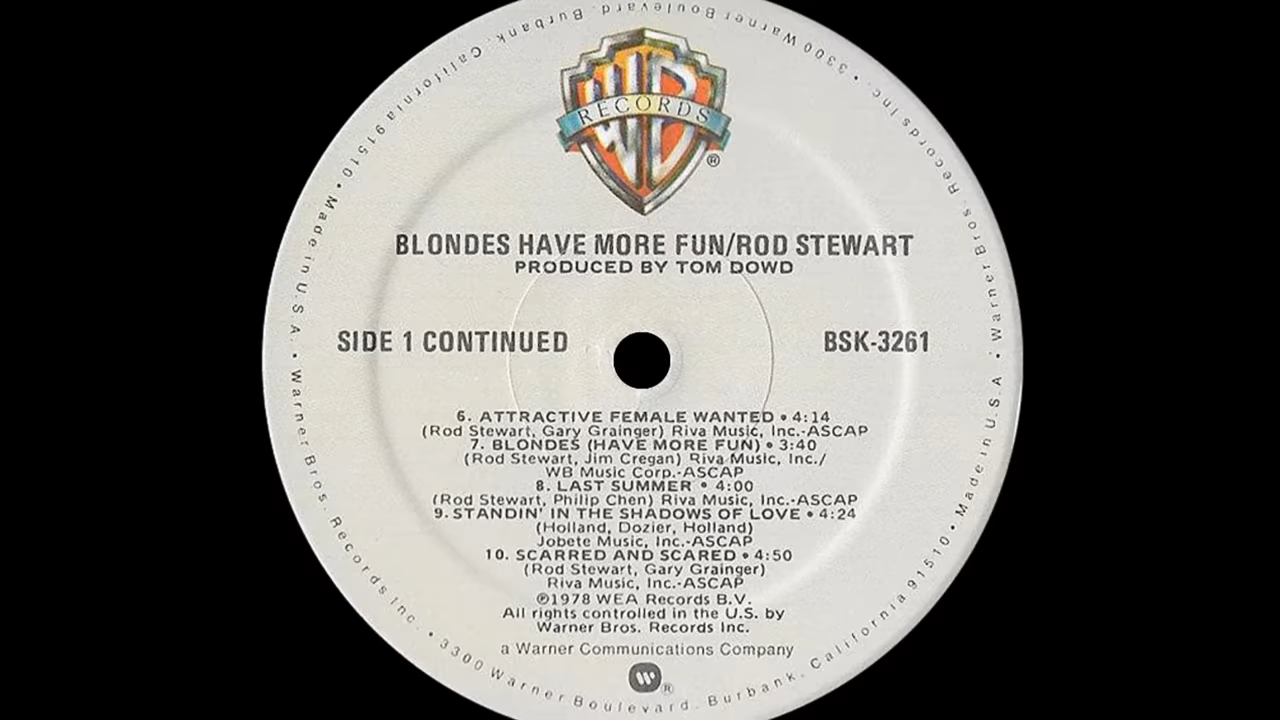 WB
RECORDS
®
BLONDES HAVE MORE FUN/ROD STEWART
PRODUCED BY TOM DOWD
SIDE 1 CONTINUED
BSK-3261
6. ATTRACTIVE FEMALE WANTED • 4:14
(Rod Stewart, Gary Grainger) Riva Music, Inc.-ASCAP
7. BLONDES (HAVE MORE FUN) • 3:40
(Rod Stewart, Jim Cregan) Riva Music, Inc./
WB Music Corp.-ASCAP
8. LAST SUMMER • 4:00
(Rod Stewart, Philip Chen) Riva Music, Inc.-ASCAP
9. STANDIN' IN THE SHADOWS OF LOVE • 4:24
(Holland, Dozier, Holland)
Jobete Music, Inc.-ASCAP
10. SCARRED AND SCARED • 4:50
(Rod Stewart, Gary Grainger)
Riva Music, Inc.-ASCAP
℗1978 WEA Records B.V.
All rights controlled in the U.S. by
Warner Bros. Records Inc.
a Warner Communications Company
W®
Warner Bros. Records Inc. • 3300 Warner Boulevard, Burbank, California 91510 • Made in U.S.A. • Warner Bros. Records Inc. • 3300 Warner Boulevard, Burbank, California 91510 • Made in U.S.A. •